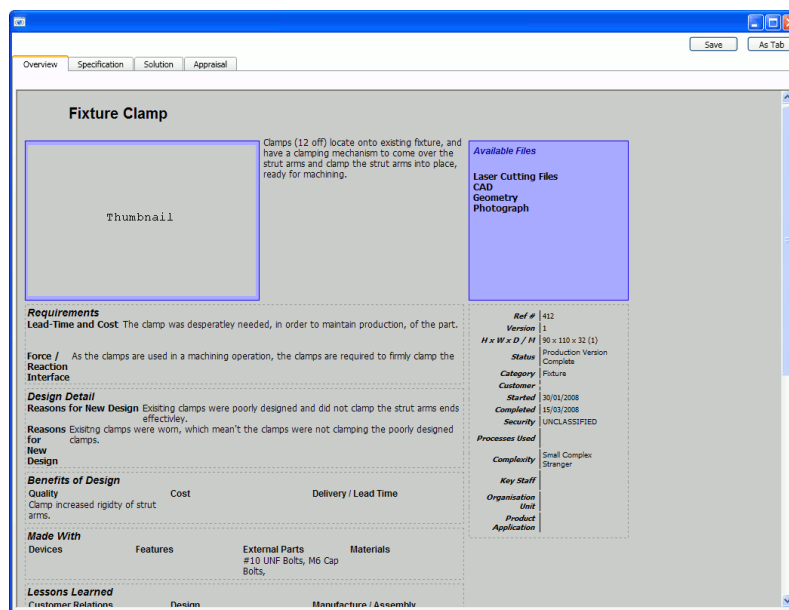 Save
As Tab
Overview
Specification
Solution
Appraisal
Fixture Clamp
Thumbnail
Clamps (12 off) locate onto existing fixture, and
have a clamping mechanism to come over the
strut arms and clamp the strut arms into place,
ready for machining.
Available Files
Laser Cutting Files
CAD
Geometry
Photograph
Requirements
Lead-Time and Cost The clamp was desperatley needed, in order to maintain production, of the part.
Force / As the clamps are used in a machining operation, the clamps are required to firmly clamp the
Reaction
Interface
Design Detail
Reasons for New Design Exisiting clamps were poorly designed and did not clamp the strut arms ends
effectivley.
Reasons Exisitng clamps were worn, which mean't the clamps were not clamping the poorly designed
for clamps.
New
Design
Benefits of Design
Quality Cost Delivery / Lead Time
Clamp increased rigidty of strut
arms.
Made With
Devices Features External Parts Materials
#10 UNF Bolts, M6 Cap
Bolts,
Lessons Learned
Customer Relations Design Manufacture / Assembly
Ref # 412
Version 1
H x W x D / M 90 x 110 x 32 (1)
Status Production Version
Complete
Category Fixture
Customer
Started 30/01/2008
Completed 15/03/2008
Security UNCLASSIFIED
Processes Used
Complexity Small Complex
Stranger
Key Staff
Organisation
Unit
Product
Application